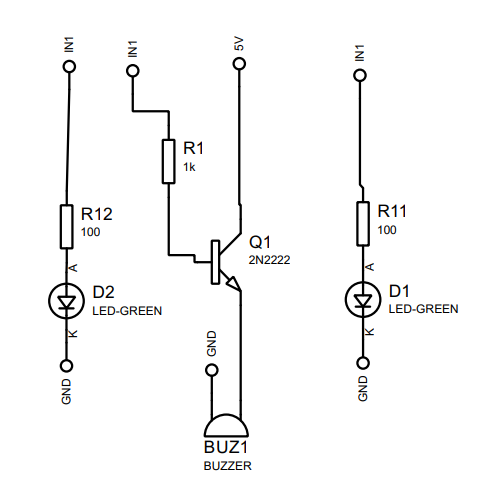 IN1
IN1
5V
IN1
R1
1k
R12
100
R11
100
Q1
2N2222
A
A
D2
LED-GREEN
D1
LED-GREEN
K
K
GND
GND
GND
BUZ1
BUZZER